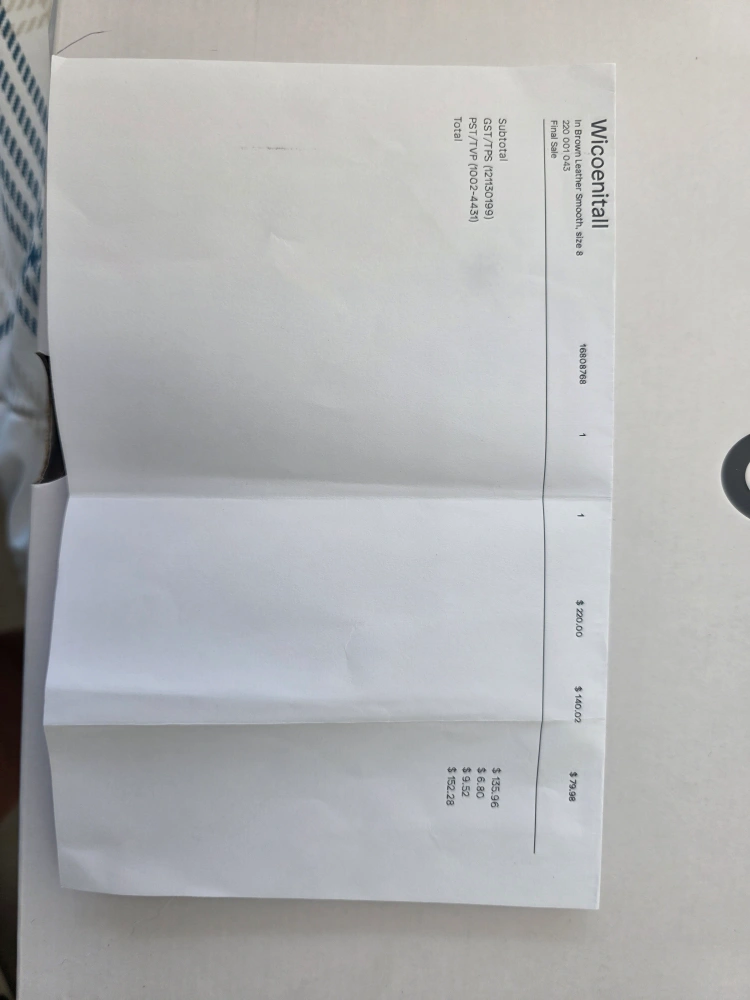 Wicoenitall
In Brown Leather Smooth, size 8 16808768 1 1 $ 220.00 $ 140.02 $ 79.98
220 001 043
Final Sale
Subtotal $ 135.96
GST/TPS (121130199) $ 6.80
PST/TVP (1002-4431) $ 9.52
Total $ 152.28